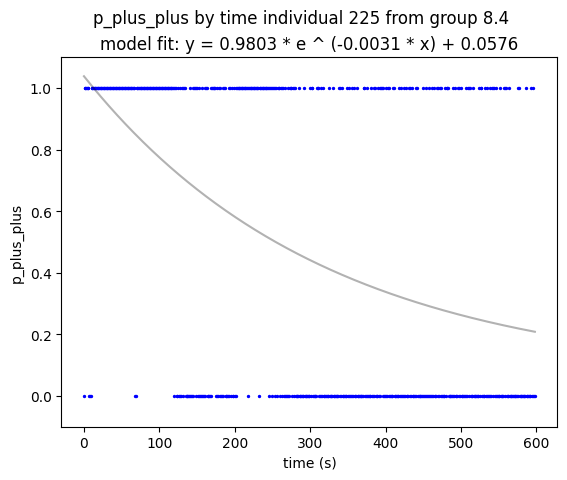 p_plus_plus by time individual 225 from group 8.4
model fit: y = 0.9803 * e ^ (-0.0031 * x) + 0.0576
1.0
0.8
0.6
0.4
0.2
0.0
p_plus_plus
0 100 200 300 400 500 600
time (s)